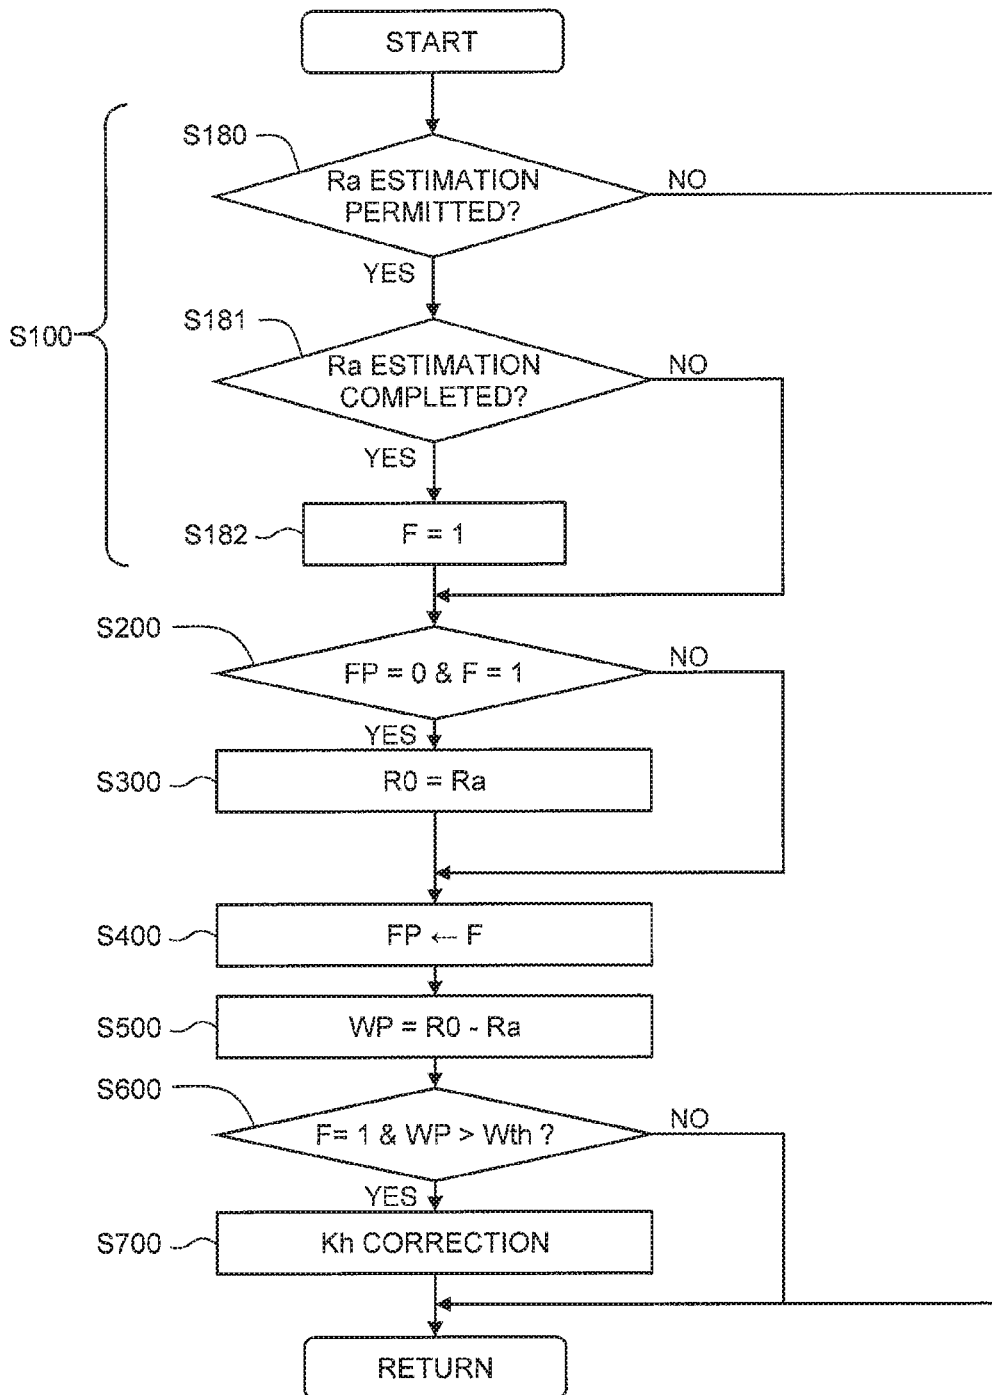 START
S180
Ra ESTIMATION
PERMITTED?
NO
YES
S100
S181
Ra ESTIMATION
COMPLETED?
NO
YES
S182
F = 1
S200
FP = 0 & F = 1
NO
YES
S300
R0 = Ra
S400
FP ← F
S500
WP = R0 - Ra
S600
F= 1 & WP > Wth ?
NO
YES
S700
Kh CORRECTION
RETURN